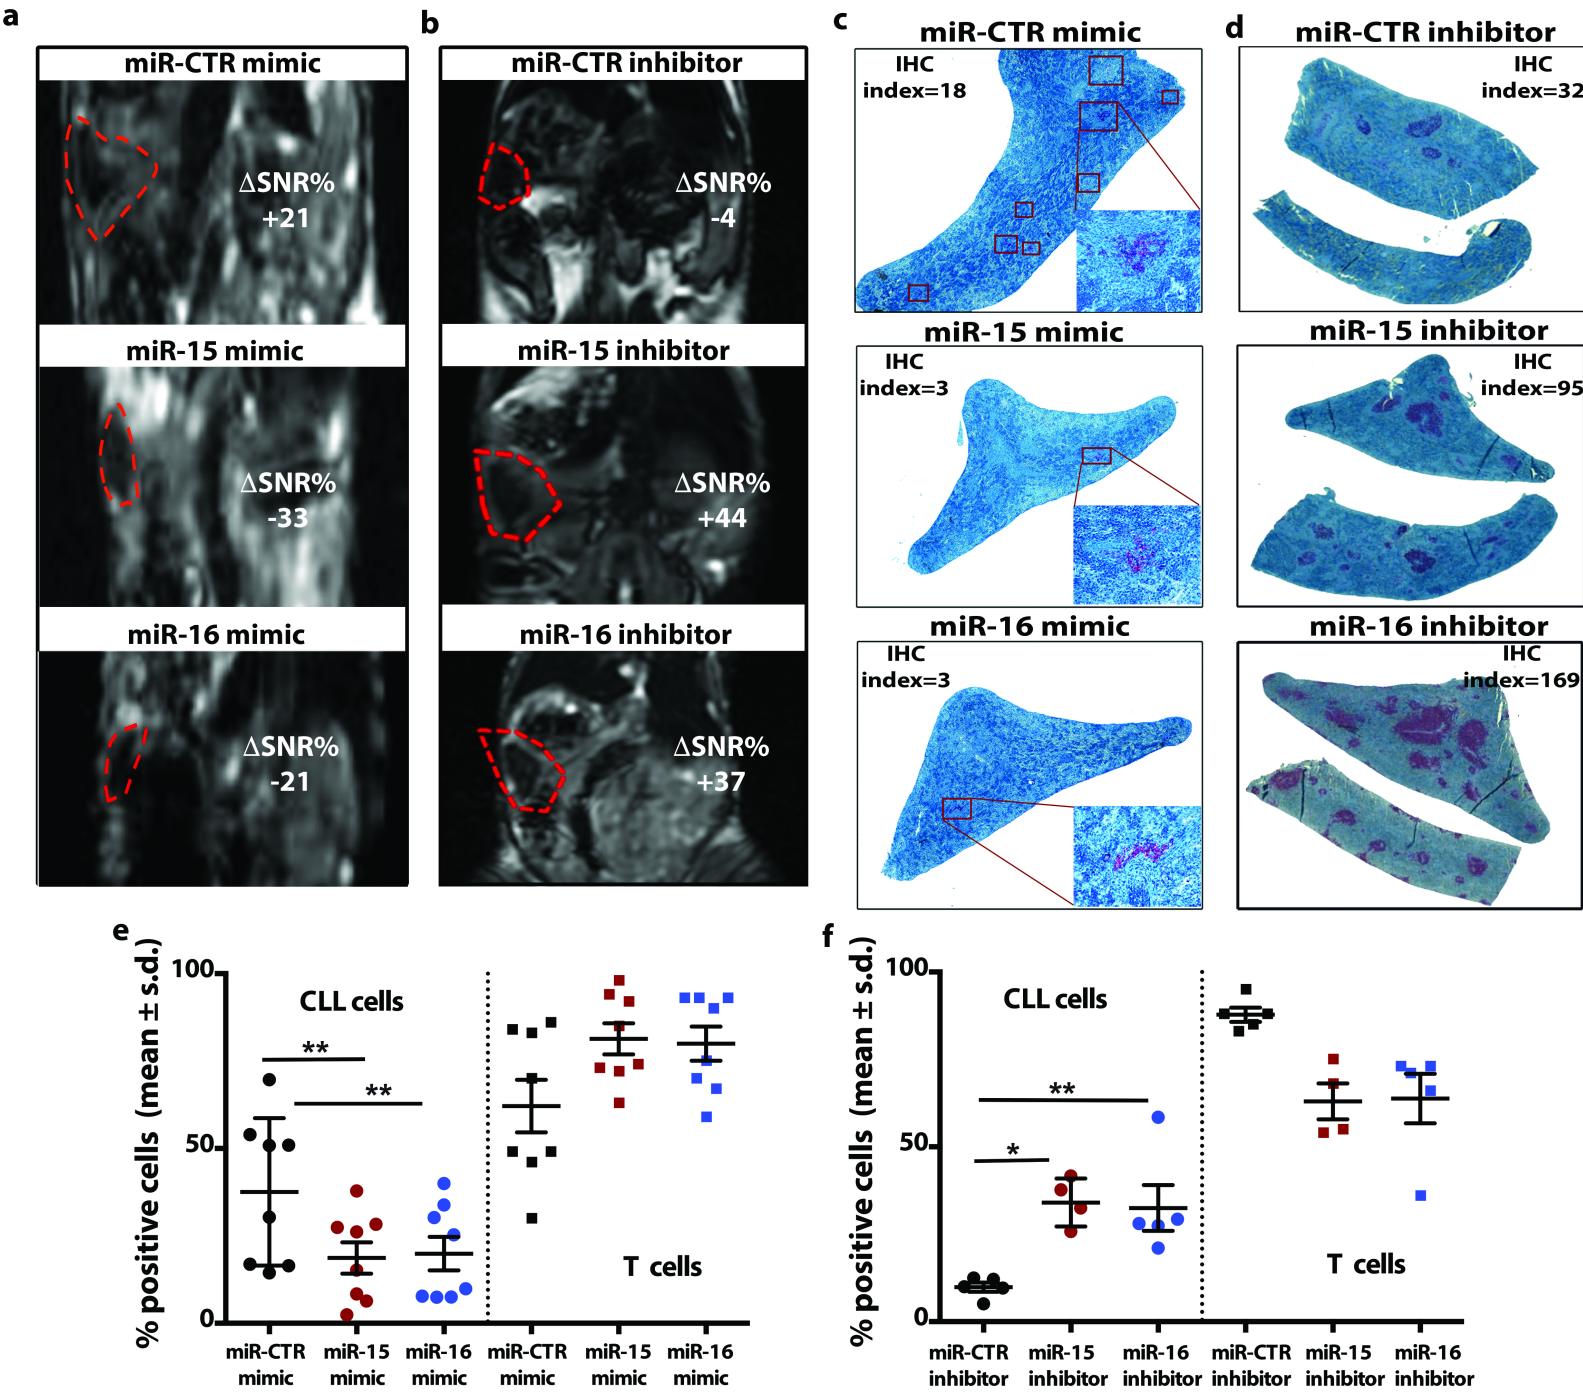 a
miR-CTR mimic
ΔSNR%
+21
miR-15 mimic
ΔSNR%
-33
miR-16 mimic
ΔSNR%
-21
b
miR-CTR inhibitor
ΔSNR%
-4
miR-15 inhibitor
ΔSNR%
+44
miR-16 inhibitor
ΔSNR%
+37
c
miR-CTR mimic
IHC
index=18
miR-15 mimic
IHC
index=3
miR-16 mimic
IHC
index=3
d
miR-CTR inhibitor
IHC
index=32
miR-15 inhibitor
IHC
index=95
miR-16 inhibitor
IHC
index=169
e
% positive cells (mean ± s.d.)
100
50
0
CLL cells
**
**
T cells
miR-CTR
mimic
miR-15
mimic
miR-16
mimic
miR-CTR
mimic
miR-15
mimic
miR-16
mimic
f
% positive cells (mean ± s.d.)
100
50
0
CLL cells
**
*
T cells
miR-CTR
inhibitor
miR-15
inhibitor
miR-16
inhibitor
miR-CTR
inhibitor
miR-15
inhibitor
miR-16
inhibitor